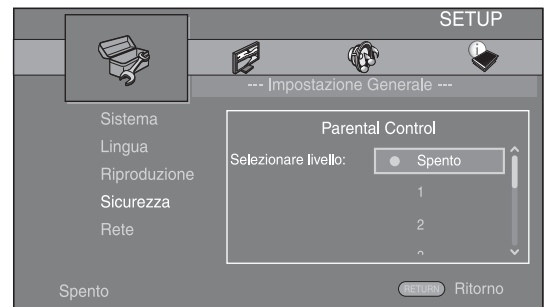 SETUP
--- Impostazione Generale ---
Sistema
Lingua
Riproduzione
Sicurezza
Rete
Parental Control
Selezionare livello: Spento
1
2
Spento
RETURN Ritorno